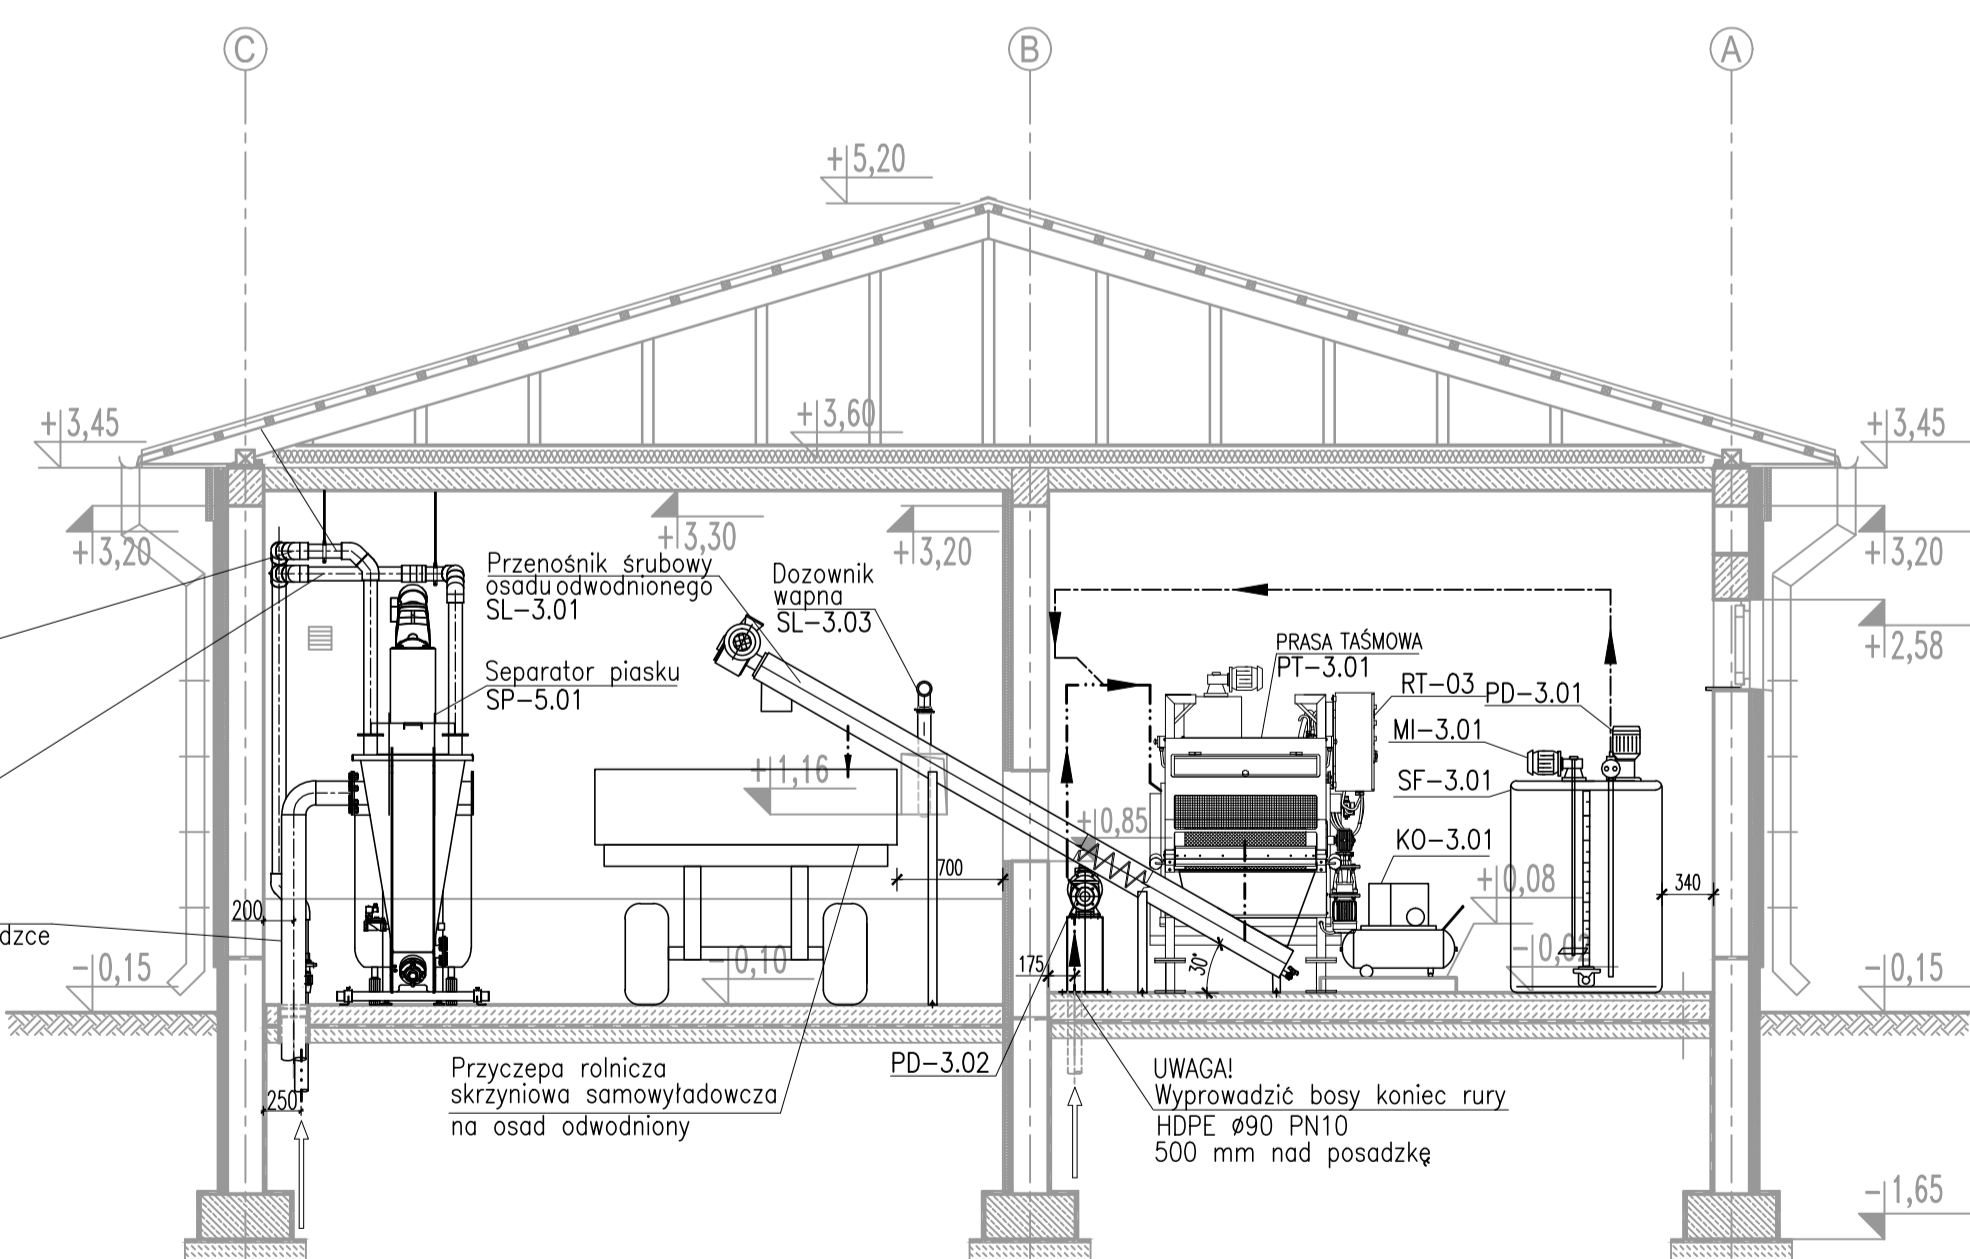 C
B
A
+5,20
+3,45
+3,60
+3,45
+3,20
+3,30
+3,20
+3,20
Przenośnik śrubowy
osadu odwodnionego
SL-3.01
Dozownik
wapna
SL-3.03
+2,58
PRASA TAŚMOWA
PT-3.01
Separator piasku
SP-5.01
RT-03
PD-3.01
MI-3.01
+1,16
SF-3.01
+0,85
KO-3.01
700
+0,08
340
200
dzce
-0,15
-0,10
175
30°
-0,02
-0,15
Przyczepa rolnicza
skrzyniowa samowyładowcza
na osad odwodniony
PD-3.02
UWAGA!
Wyprowadzić bosy koniec rury
HDPE ø90 PN10
500 mm nad posadzkę
250
-1,65